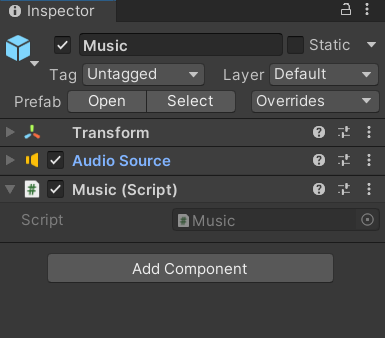 Inspector
Music Static
Tag Untagged Layer Default
Prefab Open Select Overrides
Transform
Audio Source
Music (Script)
Script Music
Add Component